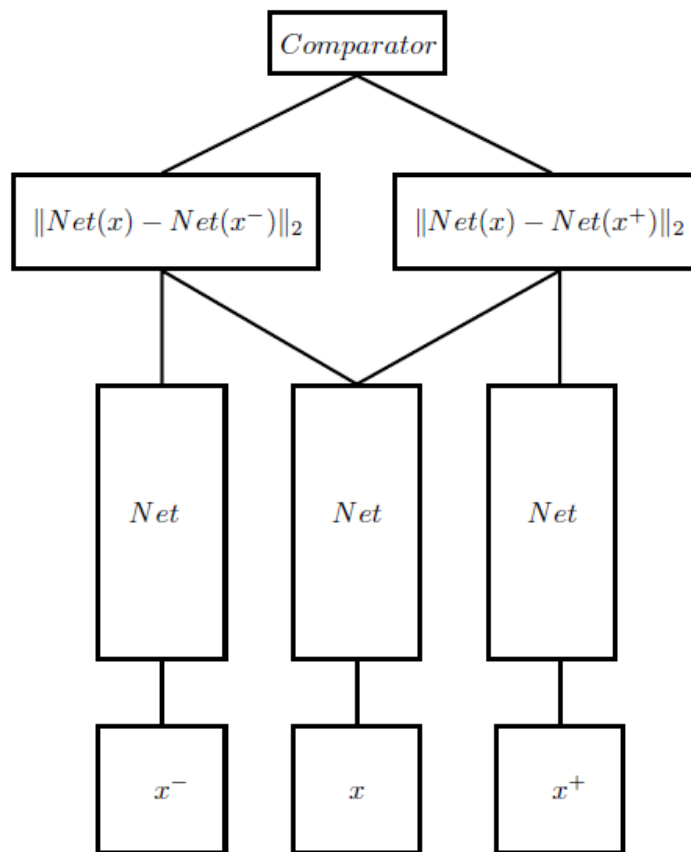 Comparator
‖Net(x) − Net(x⁻)‖₂
‖Net(x) − Net(x⁺)‖₂
Net
Net
Net
x⁻
x
x⁺